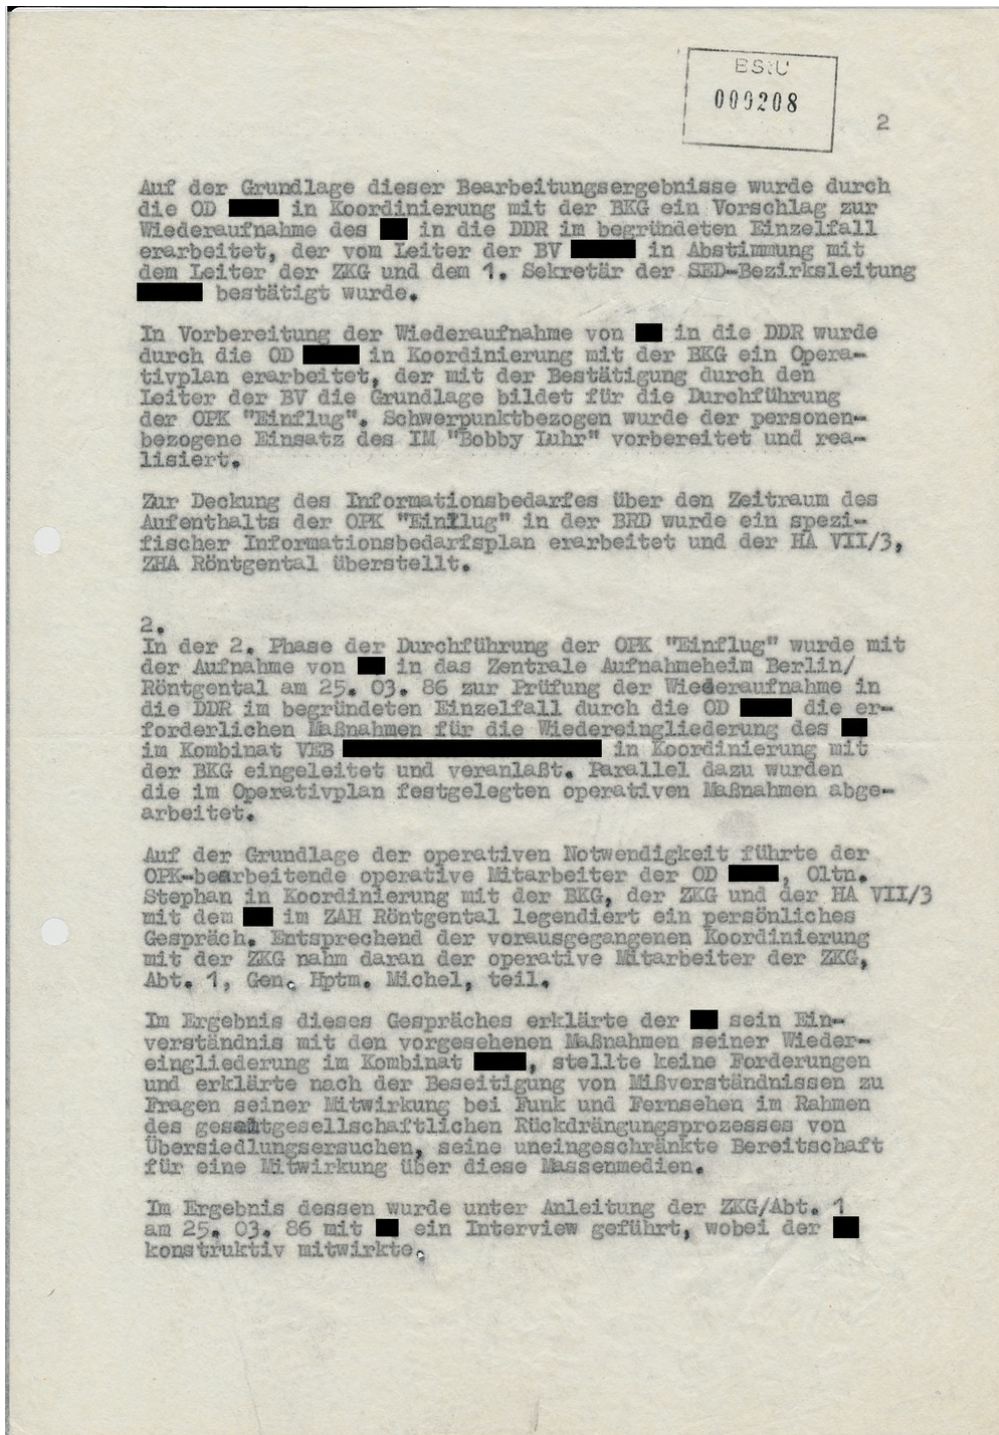 BStU
000208
2
Auf der Grundlage dieser Bearbeitungsergebnisse wurde durch
die OD in Koordinierung mit der BKG ein Vorschlag zur
Wiederaufnahme des in die DDR im begründeten Einzelfall
erarbeitet, der vom Leiter der BV in Abstimmung mit
dem Leiter der ZKG und dem 1. Sekretär der SED-Bezirksleitung
bestätigt wurde.
In Vorbereitung der Wiederaufnahme von in die DDR wurde
durch die OD in Koordinierung mit der BKG ein Opera-
tivplan erarbeitet, der mit der Bestätigung durch den
Leiter der BV die Grundlage bildet für die Durchführung
der OPK "Einflug". Schwerpunktbezogen wurde der personen-
bezogene Einsatz des IM "Bobby Luhr" vorbereitet und rea-
lisiert.
Zur Deckung des Informationsbedarfes über den Zeitraum des
Aufenthalts der OPK "Einflug" in der BRD wurde ein spezi-
fischer Informationsbedarfsplan erarbeitet und der HA VII/3,
ZHA Röntgental überstellt.
2.
In der 2. Phase der Durchführung der OPK "Einflug" wurde mit
der Aufnahme von in das Zentrale Aufnahmeheim Berlin/
Röntgental am 25. 03. 86 zur Prüfung der Wiederaufnahme in
die DDR im begründeten Einzelfall durch die OD die er-
forderlichen Maßnahmen für die Wiedereingliederung des
im Kombinat VEB in Koordinierung mit
der BKG eingeleitet und veranlaßt. Parallel dazu wurden
die im Operativplan festgelegten operativen Maßnahmen abge-
arbeitet.
Auf der Grundlage der operativen Notwendigkeit führte der
OPK-bearbeitende operative Mitarbeiter der OD , Oltn.
Stephan in Koordinierung mit der BKG, der ZKG und der HA VII/3
mit dem im ZAH Röntgental legendiert ein persönliches
Gespräch. Entsprechend der vorausgegangenen Koordinierung
mit der ZKG nahm daran der operative Mitarbeiter der ZKG,
Abt. 1, Gen. Hptm. Michel, teil.
Im Ergebnis dieses Gespräches erklärte der sein Ein-
verständnis mit den vorgesehenen Maßnahmen seiner Wieder-
eingliederung im Kombinat , stellte keine Forderungen
und erklärte nach der Beseitigung von Mißverständnissen zu
Fragen seiner Mitwirkung bei Funk und Fernsehen im Rahmen
des gesamtgesellschaftlichen Rückdrängungsprozesses von
Übersiedlungsersuchen, seine uneingeschränkte Bereitschaft
für eine Mitwirkung über diese Massenmedien.
Im Ergebnis dessen wurde unter Anleitung der ZKG/Abt. 1
am 25. 03. 86 mit ein Interview geführt, wobei der
konstruktiv mitwirkte.